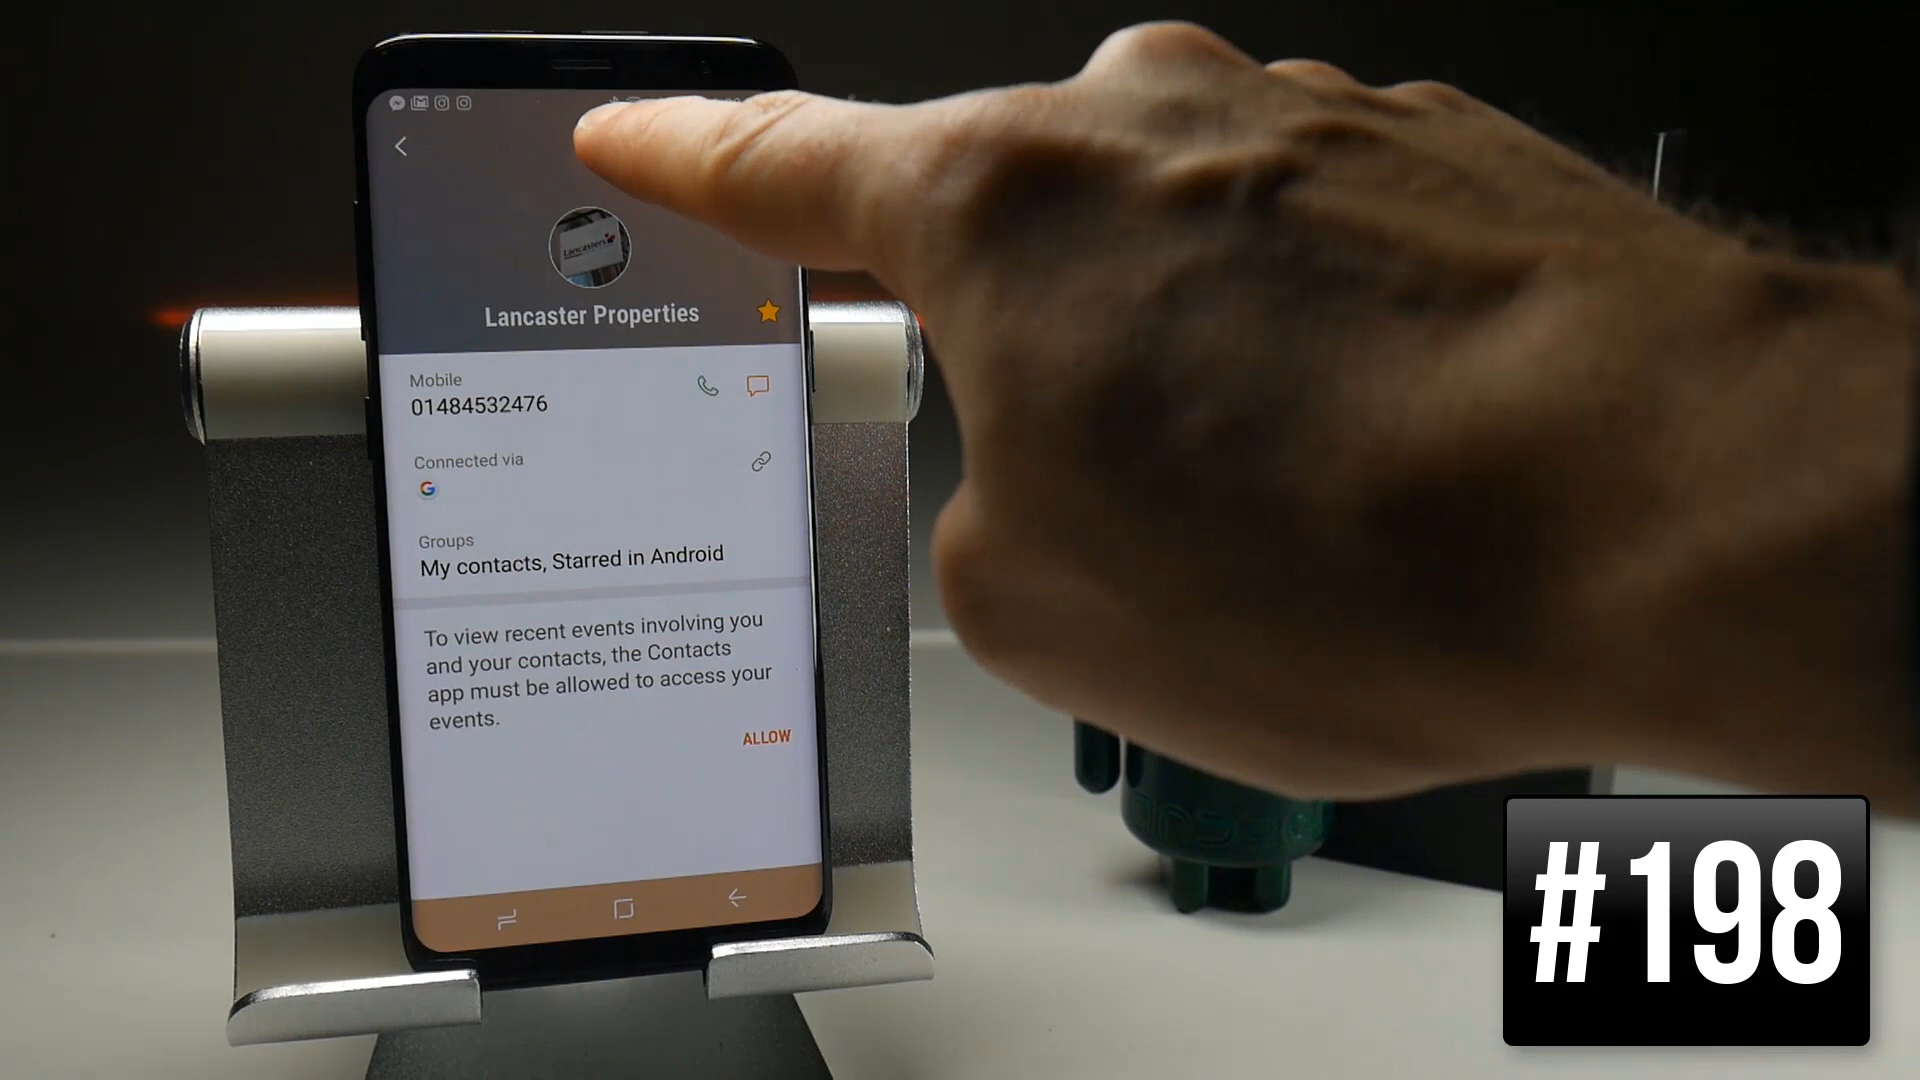 Lancasters
Lancaster Properties
Mobile
01484532476
Connected via
G
Groups
My contacts, Starred in Android
To view recent events involving you
and your contacts, the Contacts
app must be allowed to access your
events.
ALLOW
#198